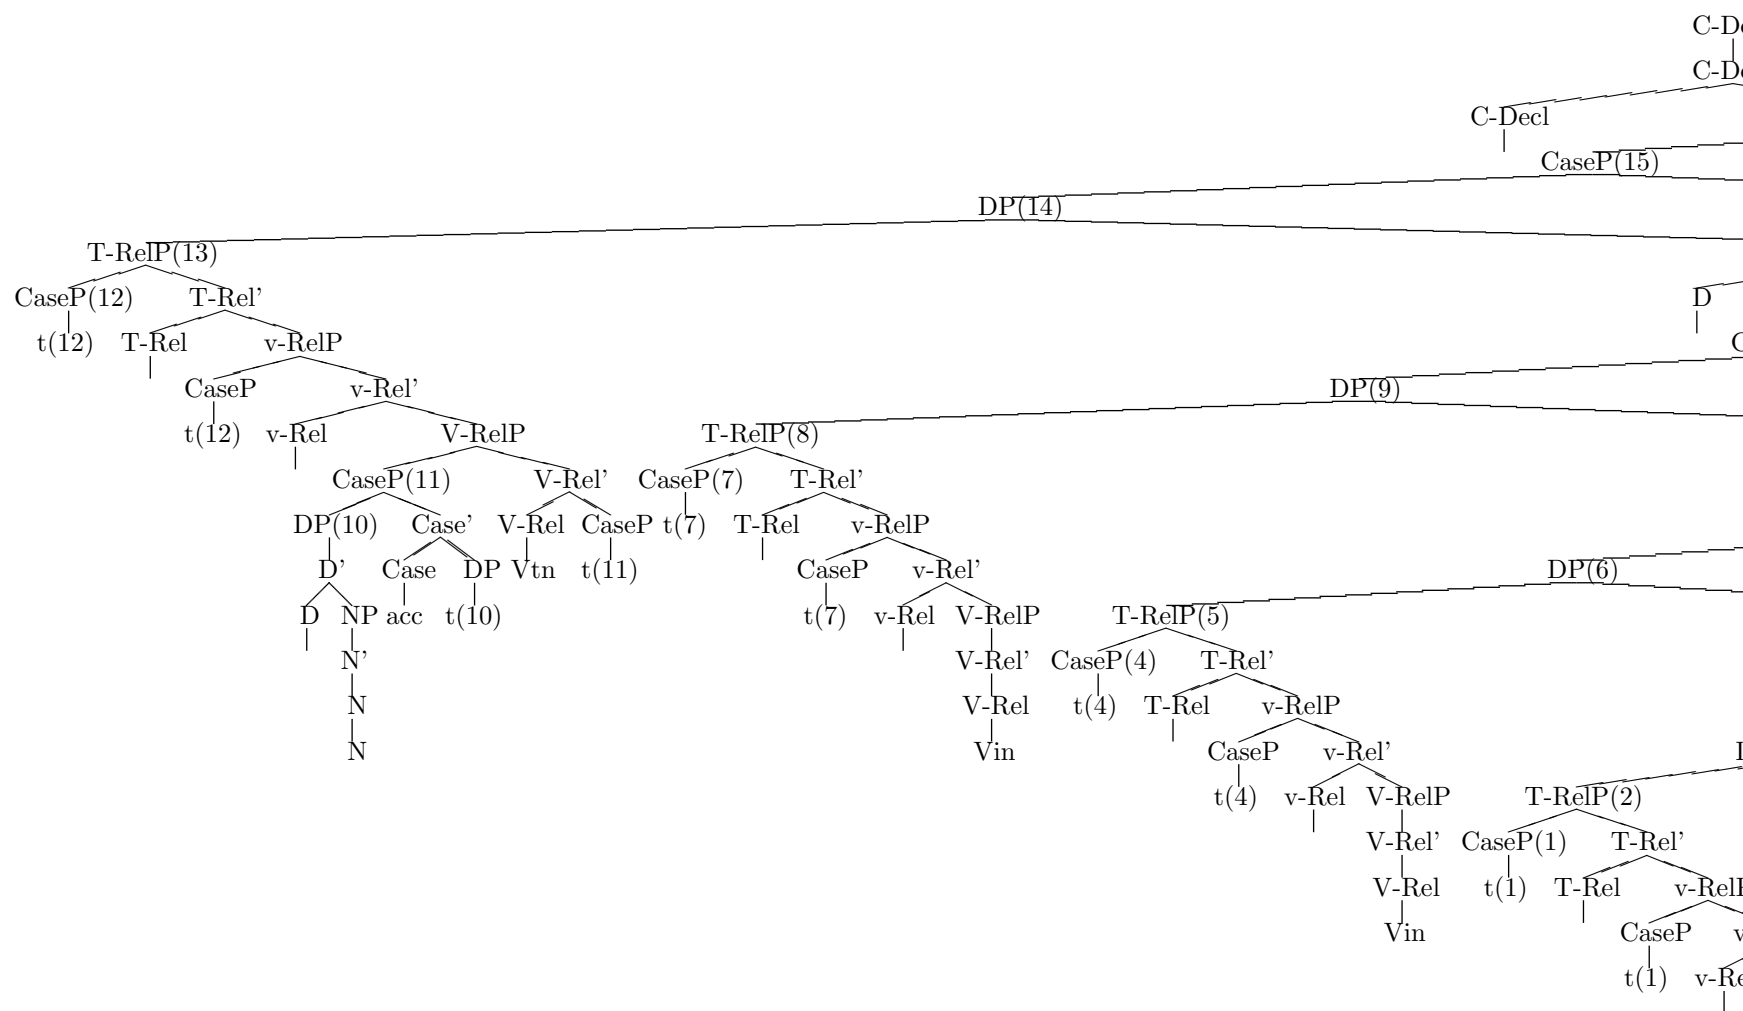 C-De
C-De
C-Decl
CaseP(15)
DP(14)
T-RelP(13)
CaseP(12) T-Rel' D
t(12) T-Rel v-RelP C
CaseP v-Rel' DP(9)
t(12) v-Rel V-RelP T-RelP(8)
CaseP(11) V-Rel' CaseP(7) T-Rel'
DP(10) Case' V-Rel CaseP t(7) T-Rel v-RelP
D' Case DP Vtn t(11) CaseP v-Rel' DP(6)
D NP acc t(10) t(7) v-Rel V-RelP T-RelP(5)
N' V-Rel' CaseP(4) T-Rel'
N V-Rel t(4) T-Rel v-RelP
N Vin CaseP v-Rel'
t(4) v-Rel V-RelP T-RelP(2)
V-Rel' CaseP(1) T-Rel'
V-Rel t(1) T-Rel v-RelP
Vin CaseP v
t(1) v-Re